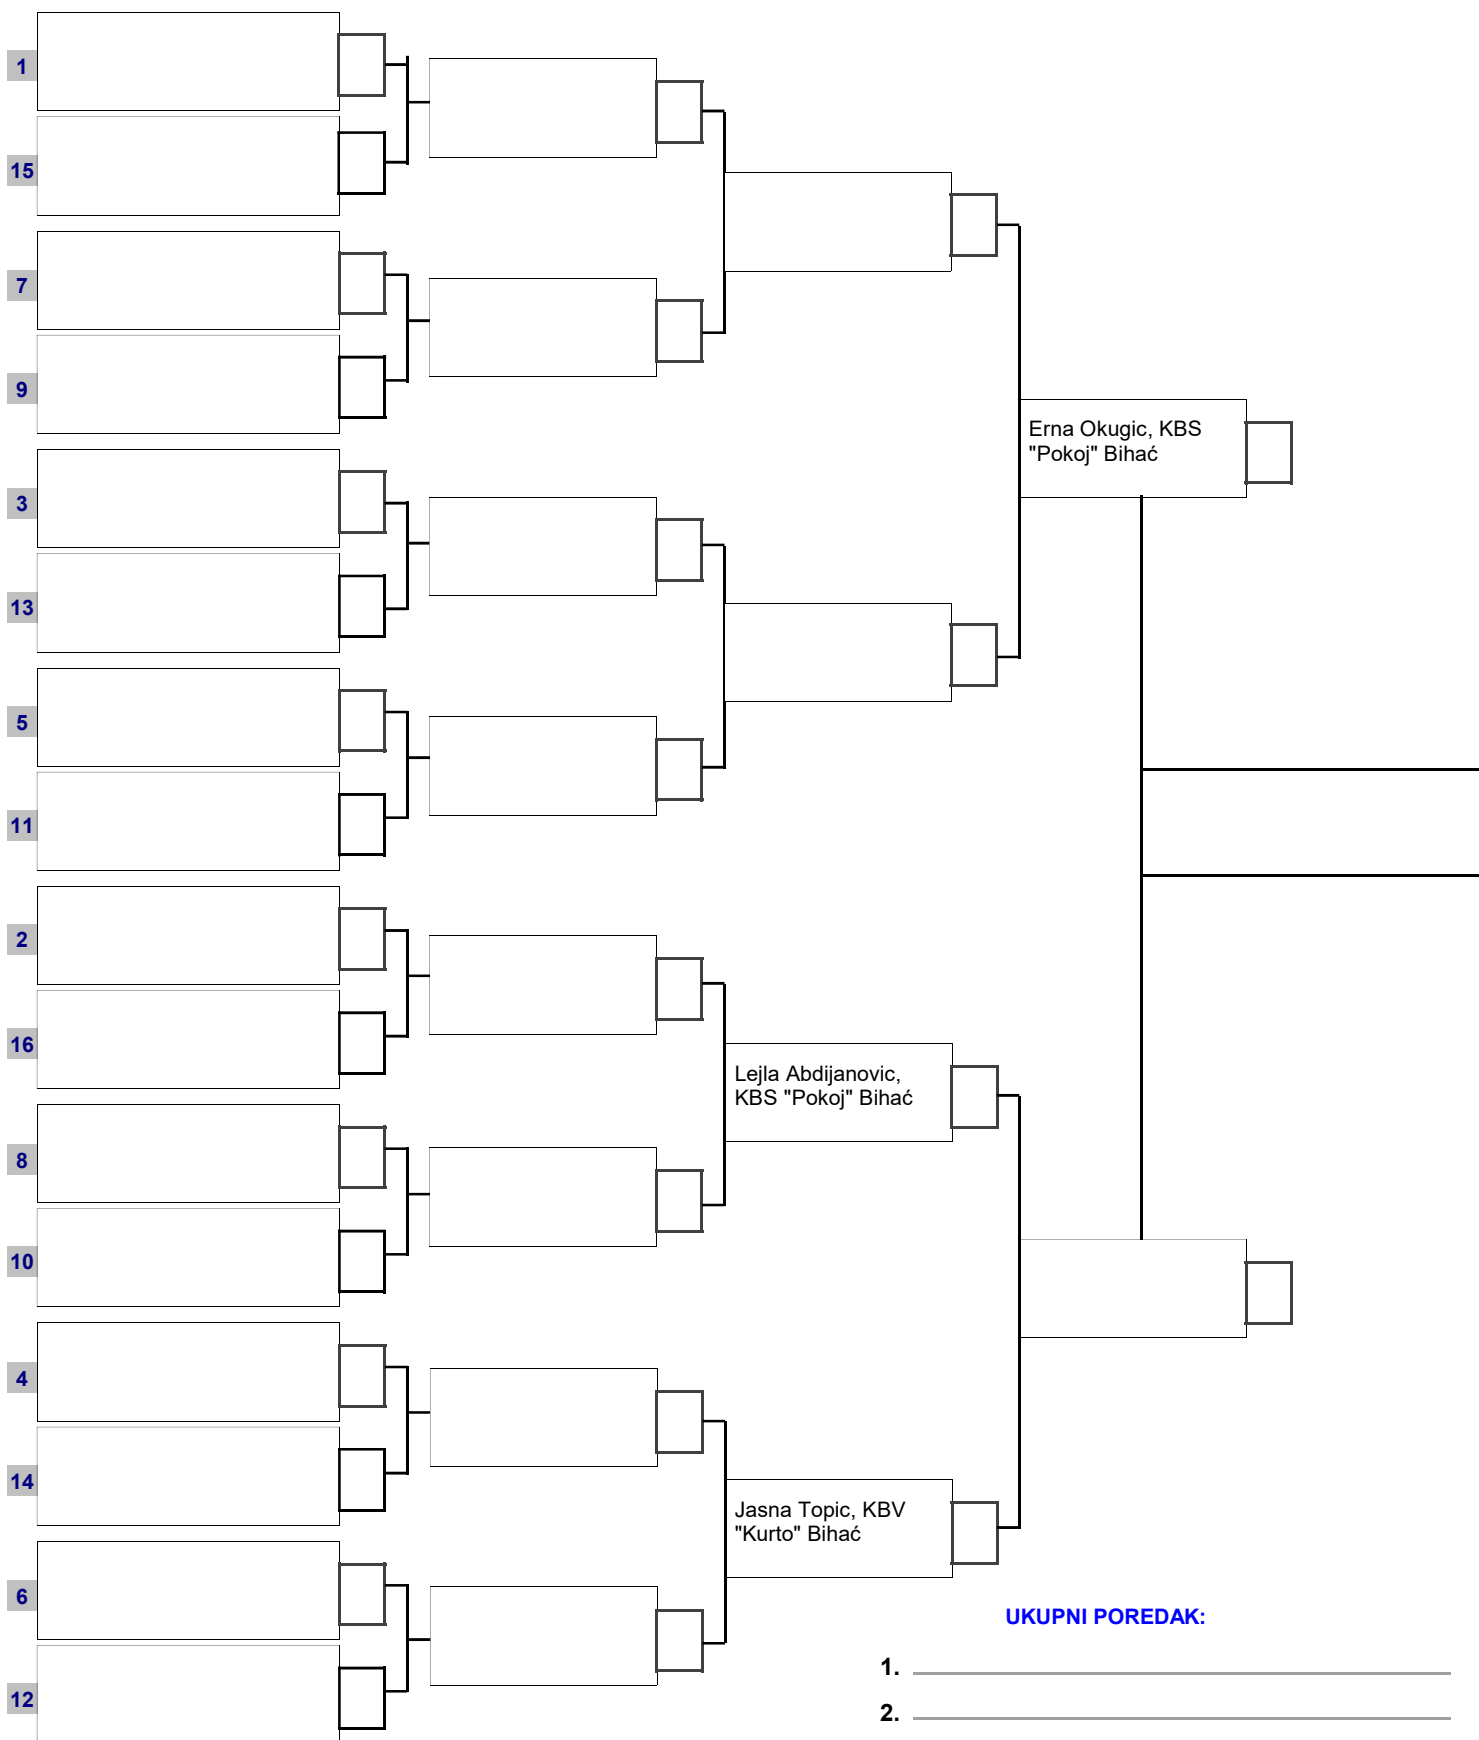 1
15
7
9
Erna Okugic, KBS
"Pokoj" Bihać
3
13
5
11
2
16
Lejla Abdijanovic,
KBS "Pokoj" Bihać
8
10
4
14
Jasna Topic, KBV
"Kurto" Bihać
6
UKUPNI POREDAK:
1.
12
2.